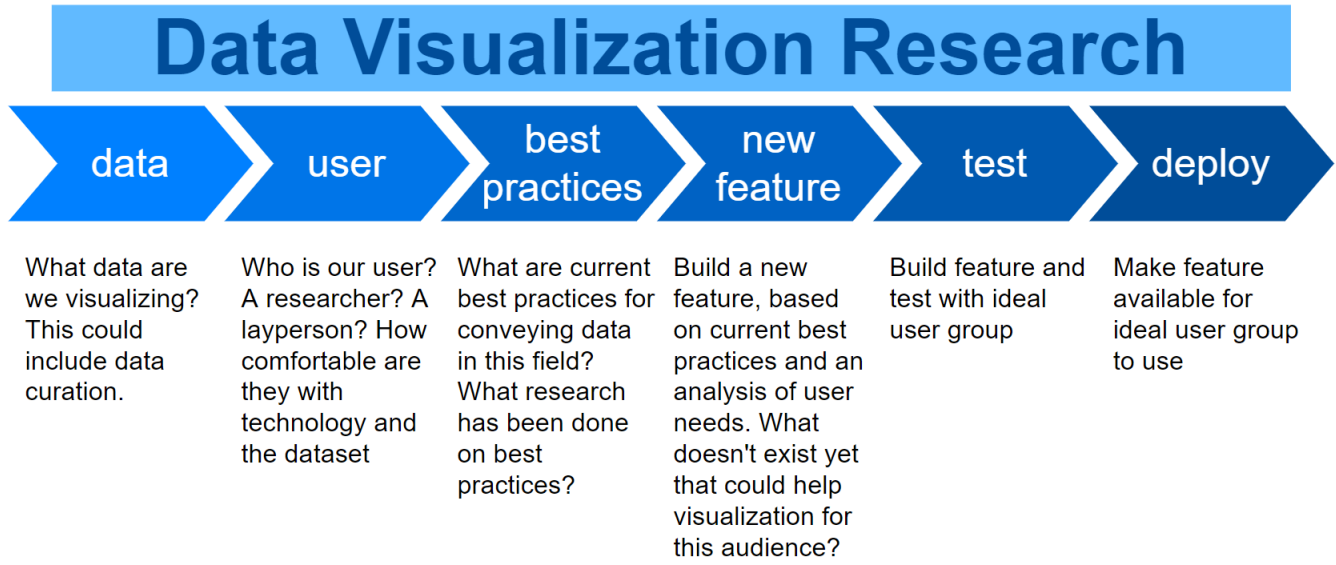 Data Visualization Research
data
user
best
practices
new
feature
test
deploy
What data are
we visualizing?
This could
include data
curation.
Who is our user?
A researcher? A
layperson? How
comfortable are
they with
technology and
the dataset
What are current
best practices for
conveying data
in this field?
What research
has been done
on best
practices?
Build a new
feature, based
on current best
practices and an
analysis of user
needs. What
doesn't exist yet
that could help
visualization for
this audience?
Build feature and
test with ideal
user group
Make feature
available for
ideal user group
to use